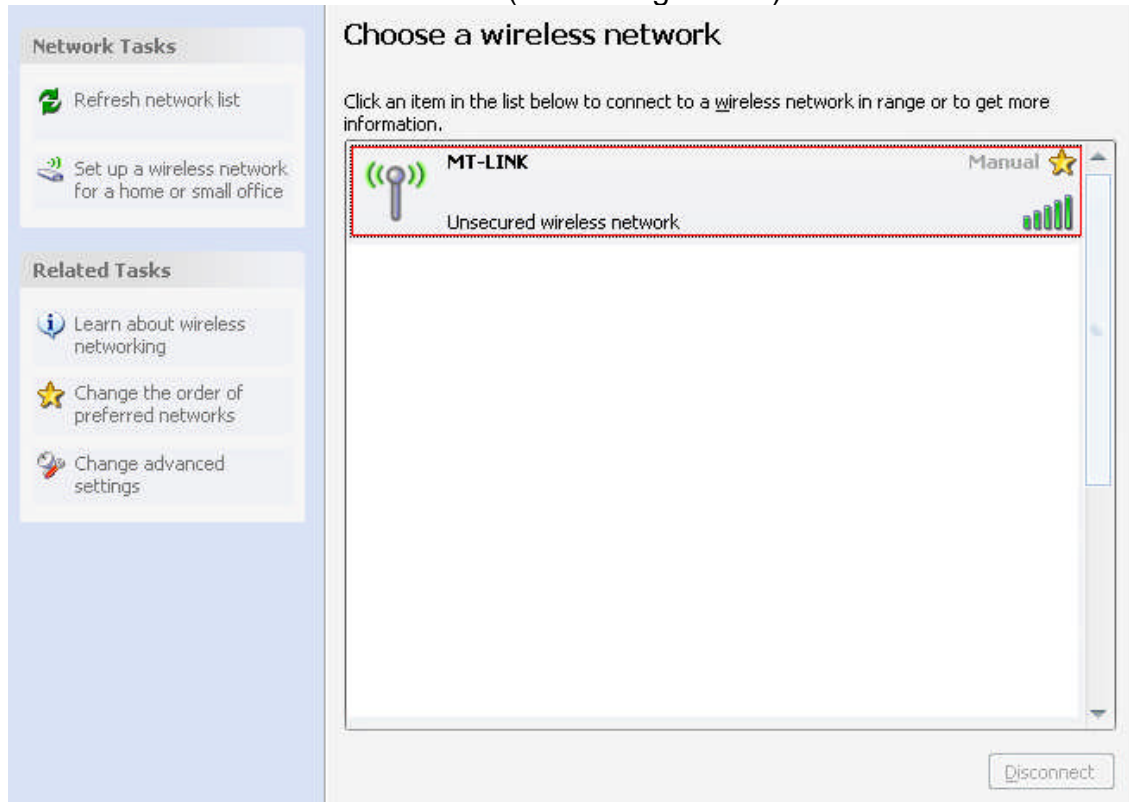 Network Tasks
Refresh network list
Set up a wireless network
for a home or small office
Related Tasks
Learn about wireless
networking
Change the order of
preferred networks
Change advanced
settings
Choose a wireless network
Click an item in the list below to connect to a wireless network in range or to get more
information.
MT-LINK Manual
Unsecured wireless network
Disconnect